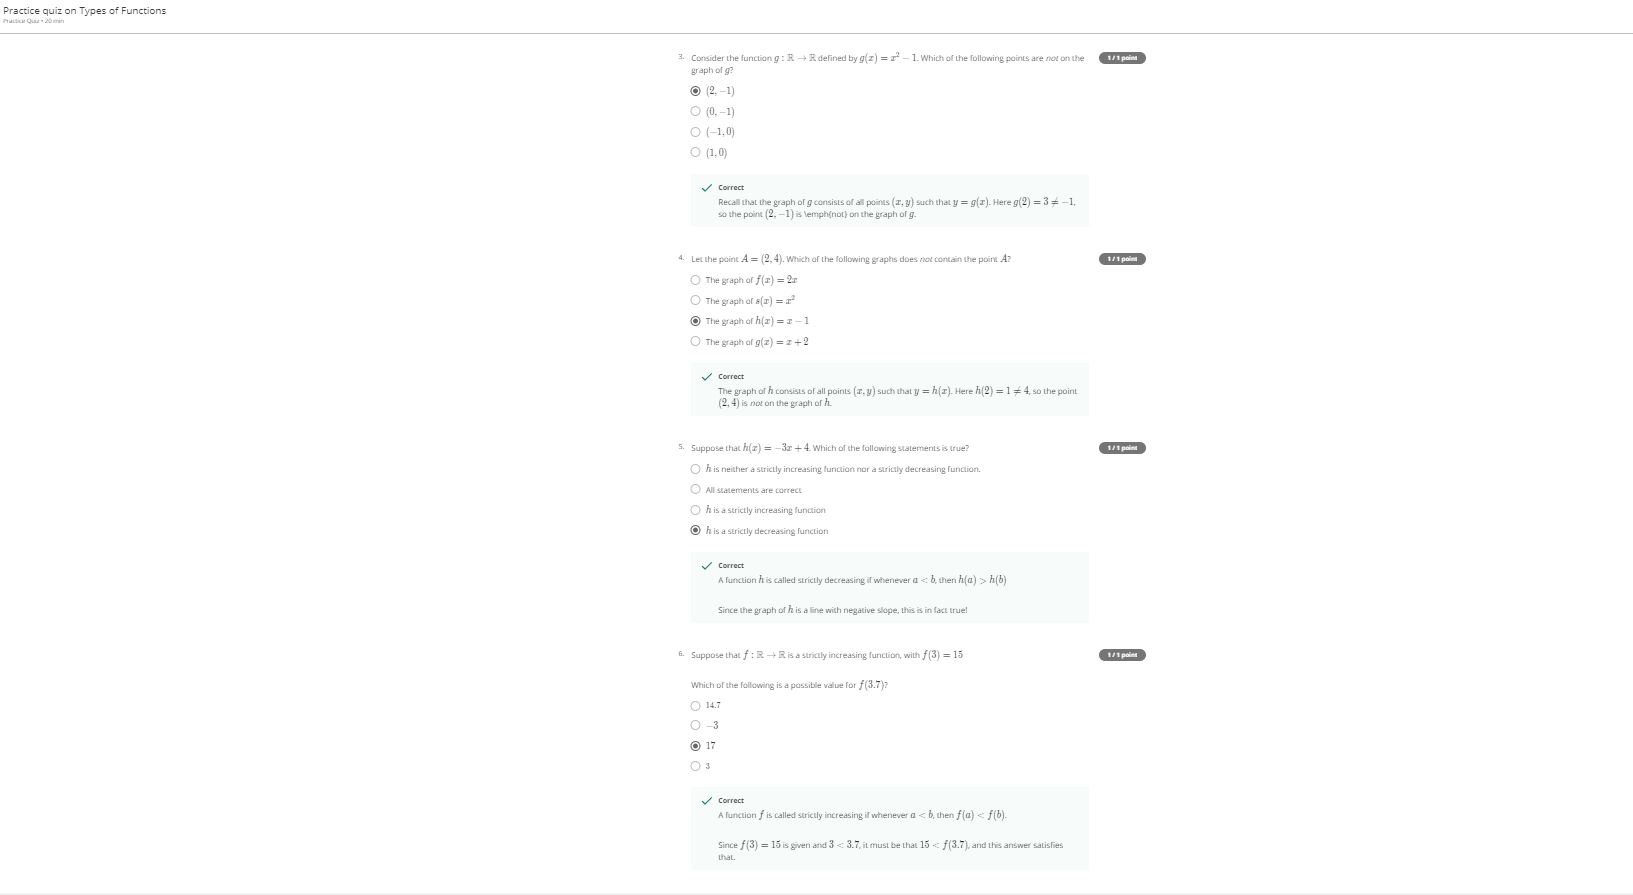 Practice quiz on Types of Functions
Practice Quiz • 20 min
3. Consider the function g : ℝ → ℝ defined by g(x) = x² − 1. Which of the following points are not on the 1 / 1 point
graph of g?
(2, −1)
(0, −1)
(−1, 0)
(1, 0)
Correct
Recall that the graph of g consists of all points (x, y) such that y = g(x). Here g(2) = 3 ≠ −1,
so the point (2, −1) is \emph{not} on the graph of g.
4. Let the point A = (2, 4). Which of the following graphs does not contain the point A? 1 / 1 point
The graph of f(x) = 2x
The graph of s(x) = x²
The graph of h(x) = x − 1
The graph of g(x) = x + 2
Correct
The graph of h consists of all points (x, y) such that y = h(x). Here h(2) = 1 ≠ 4, so the point
(2, 4) is not on the graph of h.
5. Suppose that h(x) = −3x + 4. Which of the following statements is true? 1 / 1 point
h is neither a strictly increasing function nor a strictly decreasing function.
All statements are correct
h is a strictly increasing function
h is a strictly decreasing function
Correct
A function h is called strictly decreasing if whenever a < b, then h(a) > h(b)
Since the graph of h is a line with negative slope, this is in fact true!
6. Suppose that f : ℝ → ℝ is a strictly increasing function, with f(3) = 15 1 / 1 point
Which of the following is a possible value for f(3.7)?
14.7
−3
17
3
Correct
A function f is called strictly increasing if whenever a < b, then f(a) < f(b).
Since f(3) = 15 is given and 3 < 3.7, it must be that 15 < f(3.7), and this answer satisfies
that.